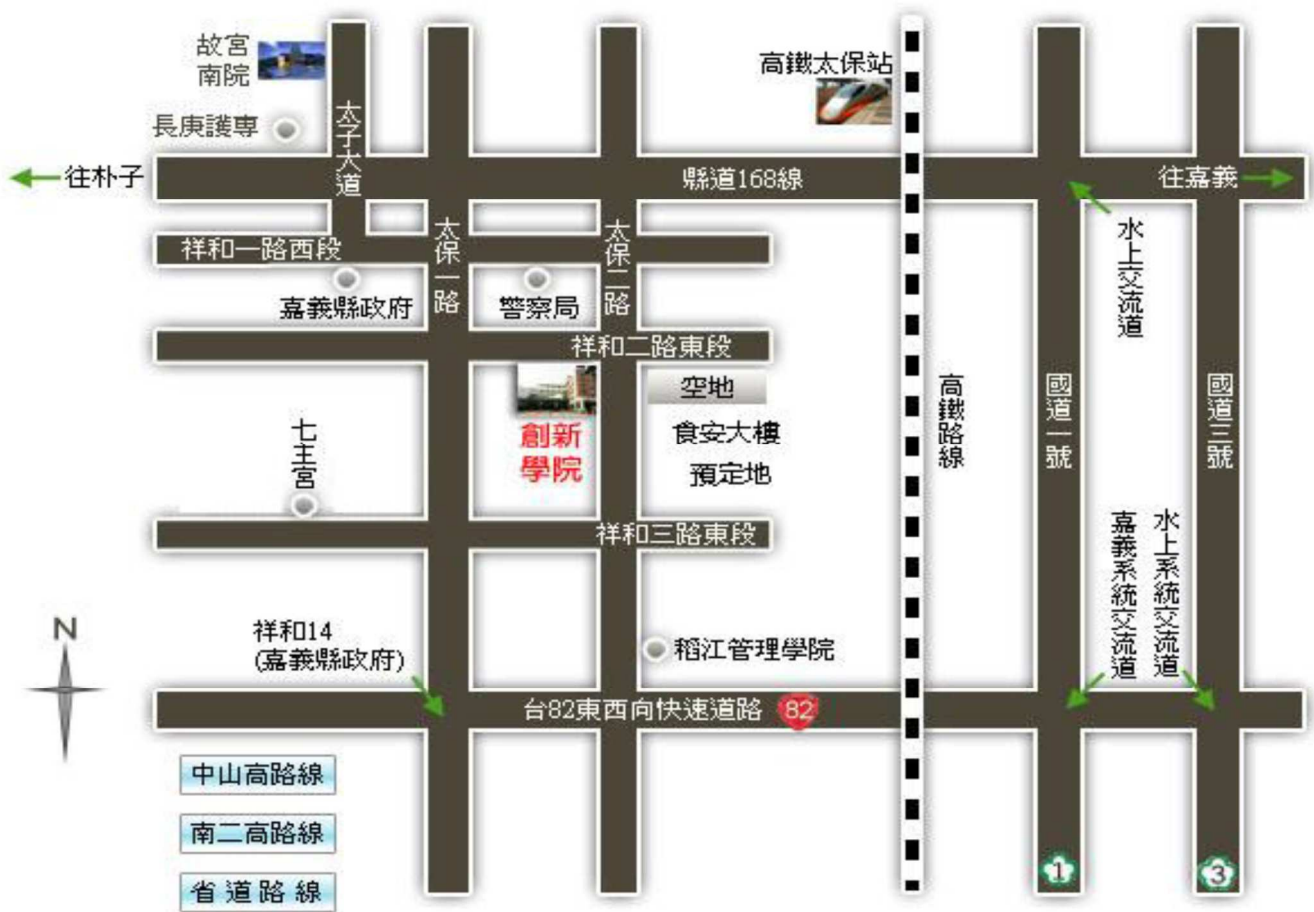 故宮
南院
高鐵太保站
長庚護專
太子大道
往朴子
縣道168線
往嘉義
祥和一路西段
太保一路
太保二路
水上交流道
嘉義縣政府
警察局
祥和二路東段
空地
高鐵路線
國道一號
國道三號
七主宮
創新
學院
食安大樓
預定地
祥和三路東段
嘉義系統交流道
水上系統交流道
N
祥和14
(嘉義縣政府)
稻江管理學院
台82東西向快速道路 82
中山高路線
南二高路線
省道路線
1
3